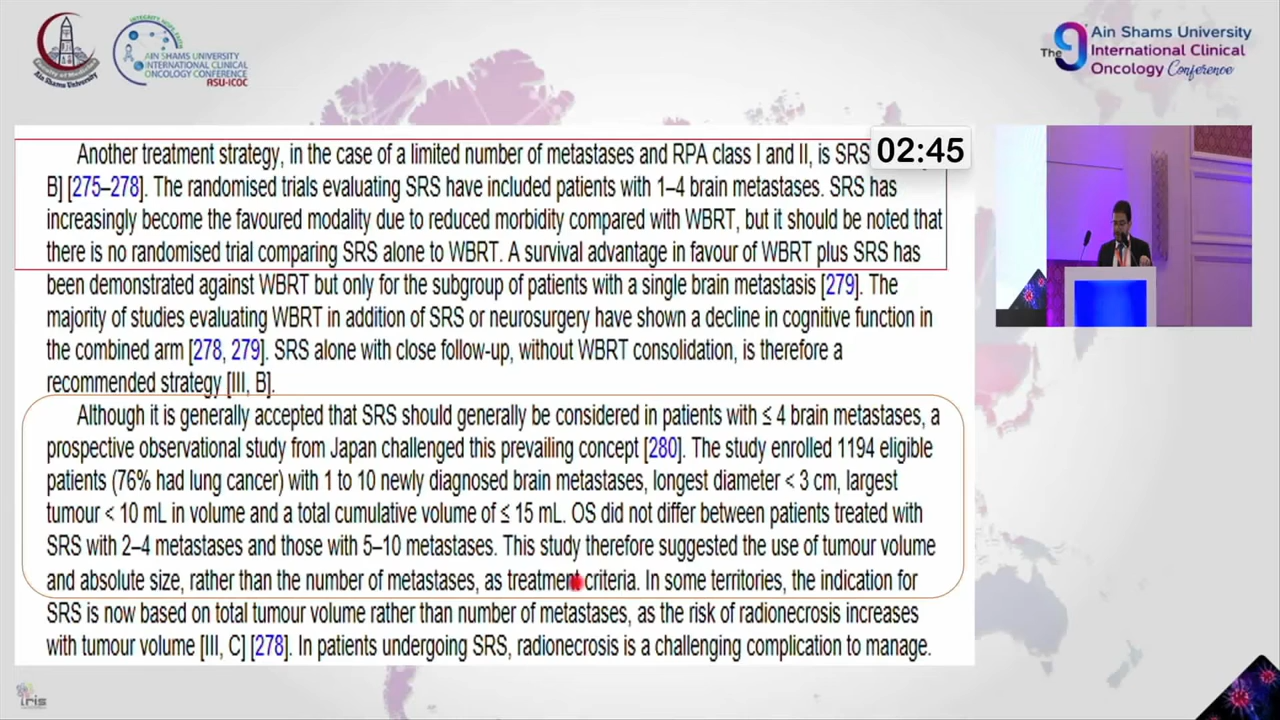 Faculty of Medicine
Ain Shams University
INTEGRITY, HOPE, FAITH
AIN SHAMS UNIVERSITY
INTERNATIONAL CLINICAL
ONCOLOGY CONFERENCE
ASU-ICOC
The 9th Ain Shams University
International Clinical
Oncology Conference
02:45
Another treatment strategy, in the case of a limited number of metastases and RPA class I and II, is SRS
B] [275–278]. The randomised trials evaluating SRS have included patients with 1–4 brain metastases. SRS has
increasingly become the favoured modality due to reduced morbidity compared with WBRT, but it should be noted that
there is no randomised trial comparing SRS alone to WBRT. A survival advantage in favour of WBRT plus SRS has
been demonstrated against WBRT but only for the subgroup of patients with a single brain metastasis [279]. The
majority of studies evaluating WBRT in addition of SRS or neurosurgery have shown a decline in cognitive function in
the combined arm [278, 279]. SRS alone with close follow-up, without WBRT consolidation, is therefore a
recommended strategy [III, B].
Although it is generally accepted that SRS should generally be considered in patients with ≤ 4 brain metastases, a
prospective observational study from Japan challenged this prevailing concept [280]. The study enrolled 1194 eligible
patients (76% had lung cancer) with 1 to 10 newly diagnosed brain metastases, longest diameter < 3 cm, largest
tumour < 10 mL in volume and a total cumulative volume of ≤ 15 mL. OS did not differ between patients treated with
SRS with 2–4 metastases and those with 5–10 metastases. This study therefore suggested the use of tumour volume
and absolute size, rather than the number of metastases, as treatment criteria. In some territories, the indication for
SRS is now based on total tumour volume rather than number of metastases, as the risk of radionecrosis increases
with tumour volume [III, C] [278]. In patients undergoing SRS, radionecrosis is a challenging complication to manage.
iris